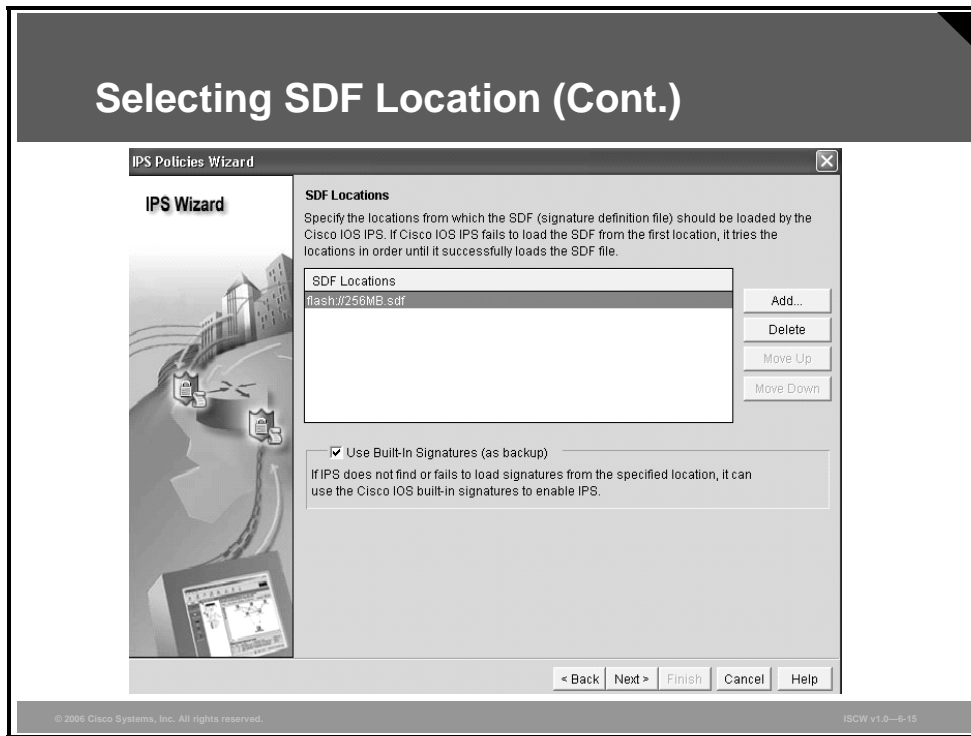 Selecting SDF Location (Cont.)
IPS Policies Wizard
IPS Wizard
SDF Locations
Specify the locations from which the SDF (signature definition file) should be loaded by the
Cisco IOS IPS. If Cisco IOS IPS fails to load the SDF from the first location, it tries the
locations in order until it successfully loads the SDF file.
SDF Locations
flash://256MB.sdf
Add...
Delete
Move Up
Move Down
Use Built-In Signatures (as backup)
If IPS does not find or fails to load signatures from the specified location, it can
use the Cisco IOS built-in signatures to enable IPS.
< Back Next > Finish Cancel Help
© 2006 Cisco Systems, Inc. All rights reserved. ISCW v1.0—6-15